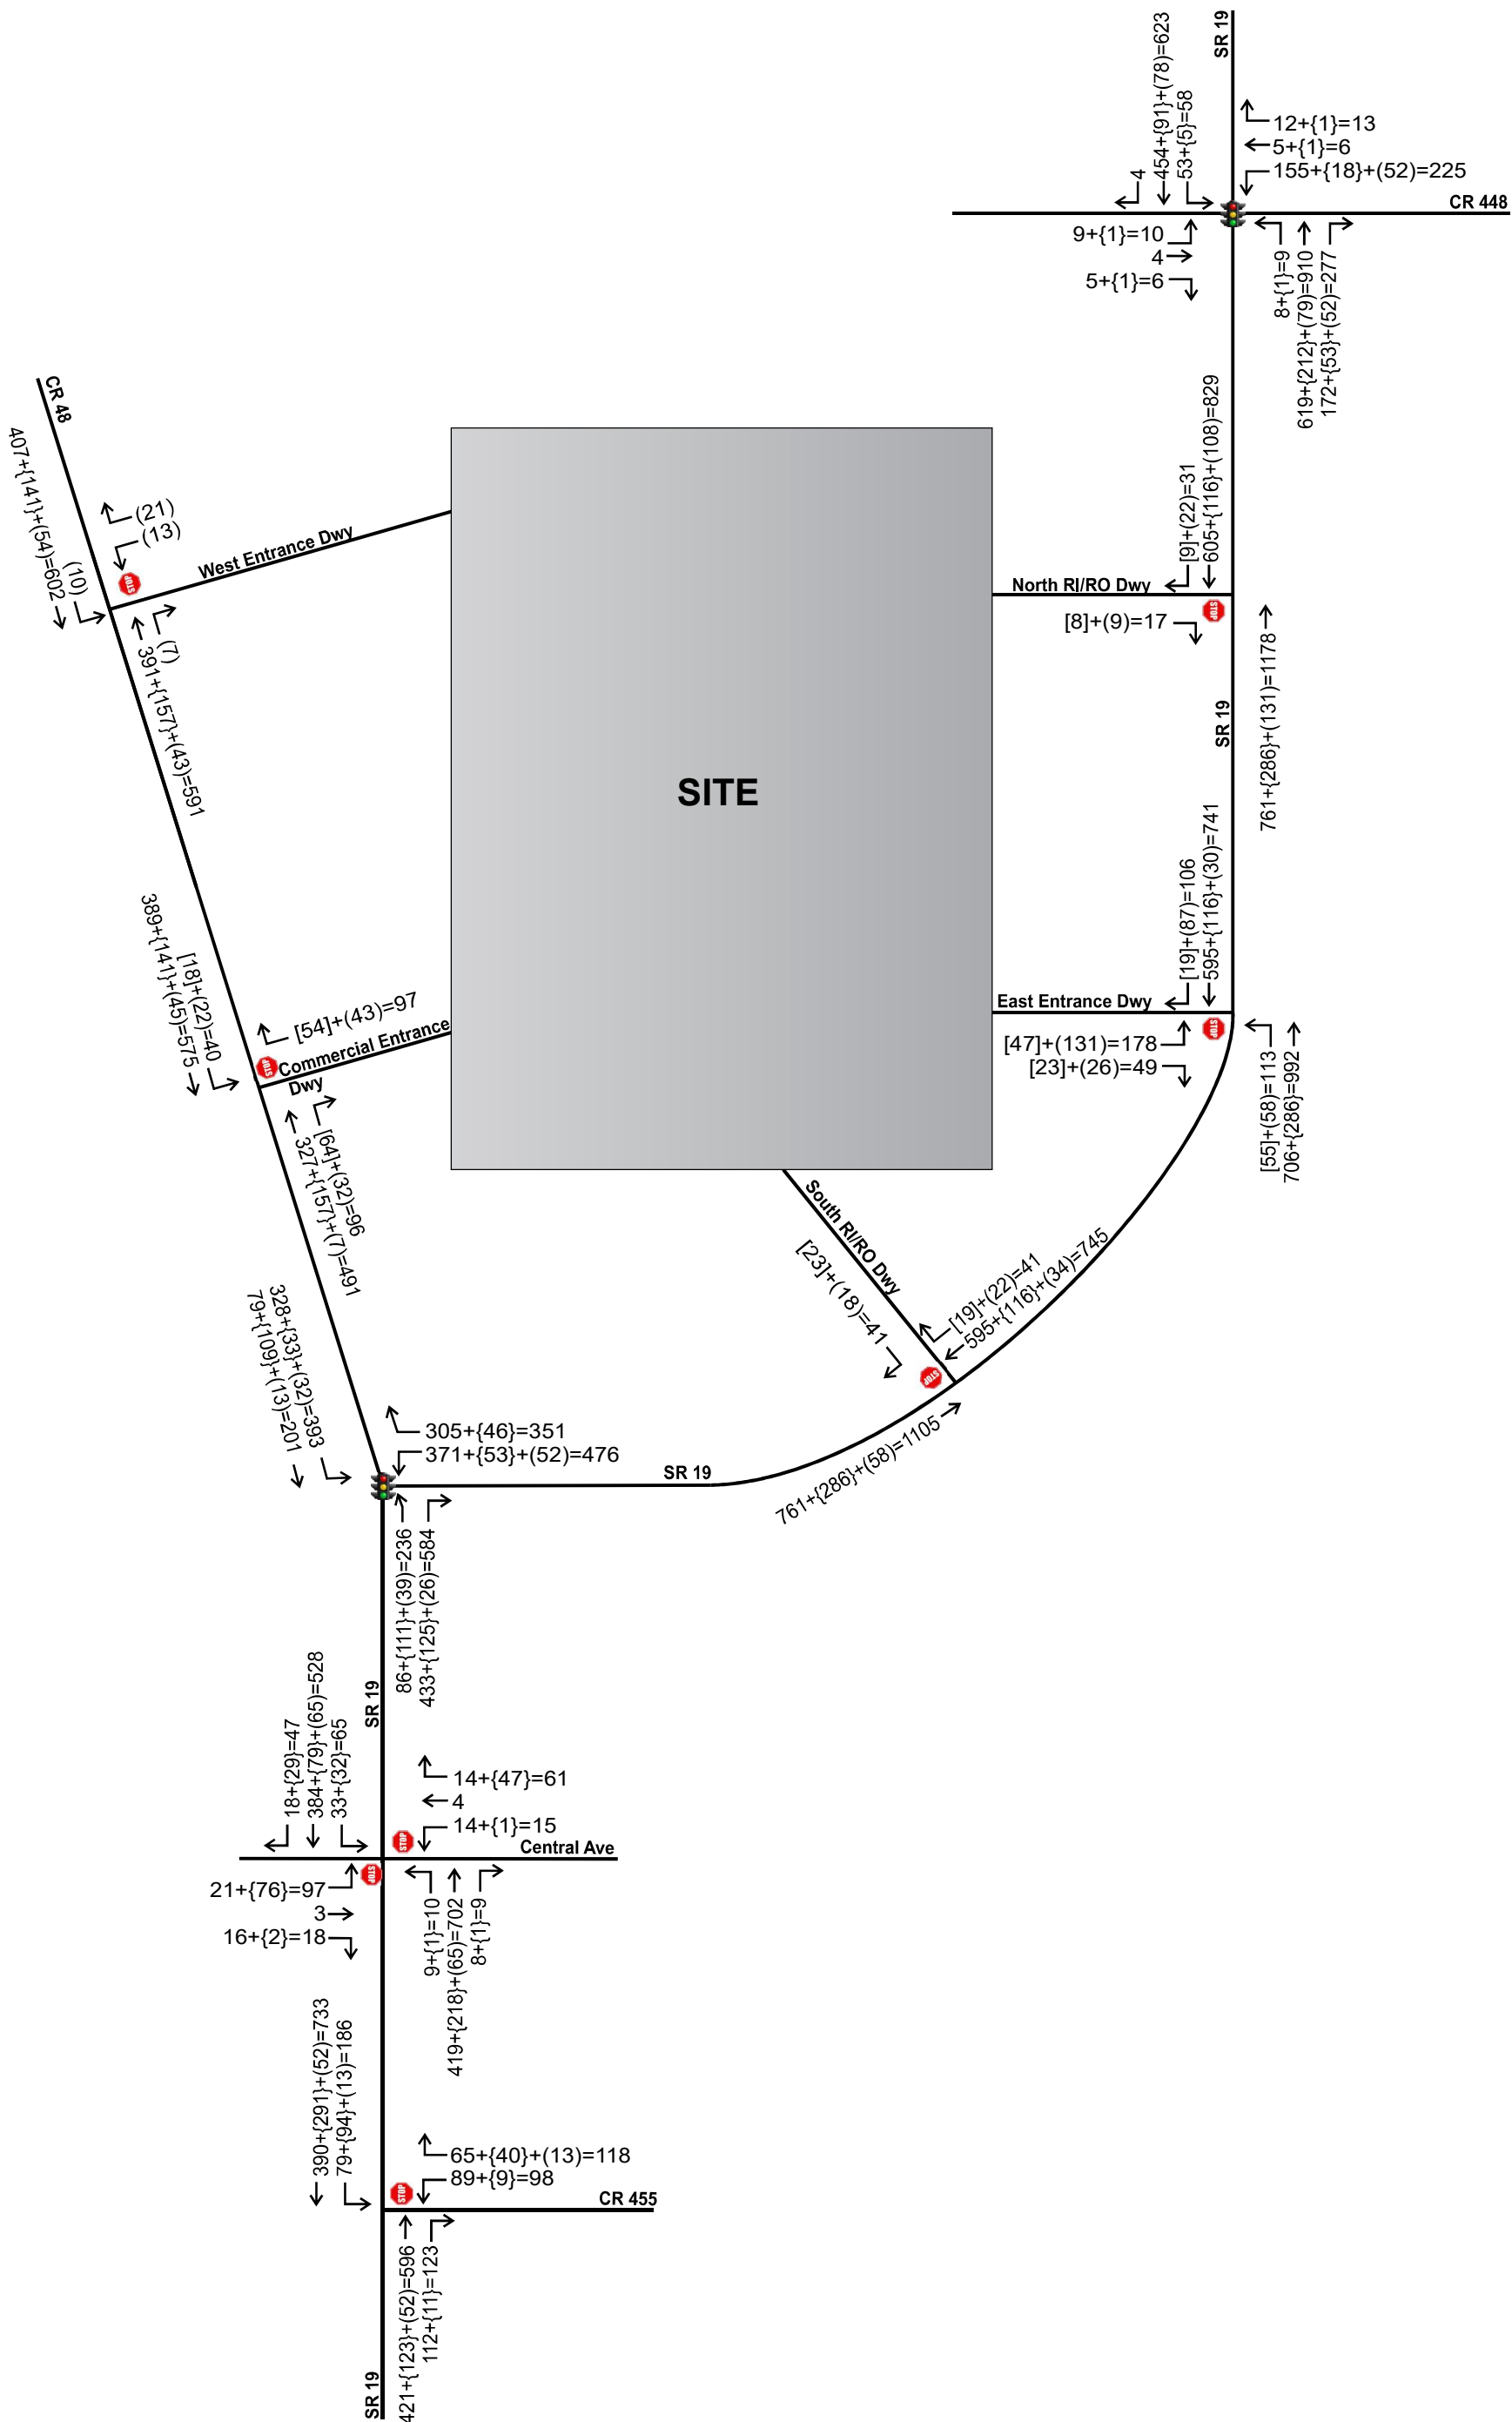 SR 19
4
454+{91}+(78)=623
53+{5}=58
12+{1}=13
5+{1}=6
155+{18}+(52)=225
CR 448
9+{1}=10
4
5+{1}=6
8+{1}=9
619+{212}+(79)=910
172+{53}+(52)=277
CR 48
407+{141}+(54)=602
(10)
(21)
(13)
STOP
West Entrance Dwy
(7)
391+{157}+(43)=591
[9]+(22)=31
605+{116}+(108)=829
North RI/RO Dwy
STOP
[8]+(9)=17
761+{286}+(131)=1178
SR 19
SITE
[19]+(87)=106
595+{116}+(30)=741
East Entrance Dwy
STOP
[47]+(131)=178
[23]+(26)=49
[55]+(58)=113
706+{286}=992
[18]+(22)=40
389+{141}+(45)=575
[54]+(43)=97
STOP
Commercial Entrance
Dwy
[64]+(32)=96
327+{157}+(7)=491
South RI/RO Dwy
[23]+(18)=41
[19]+(22)=41
595+{116}+(34)=745
STOP
761+{286}+(58)=1105
328+{33}+(32)=393
79+{109}+(13)=201
305+{46}=351
371+{53}+(52)=476
SR 19
86+{111}+(39)=236
433+{125}+(26)=584
SR 19
18+{29}=47
384+{79}+(65)=528
33+{32}=65
14+{47}=61
4
14+{1}=15
STOP
Central Ave
STOP
21+{76}=97
3
16+{2}=18
9+{1}=10
419+{218}+(65)=702
8+{1}=9
390+{291}+(52)=733
79+{94}+(13)=186
65+{40}+(13)=118
89+{9}=98
STOP
CR 455
421+{123}+(52)=596
112+{11}=123
SR 19